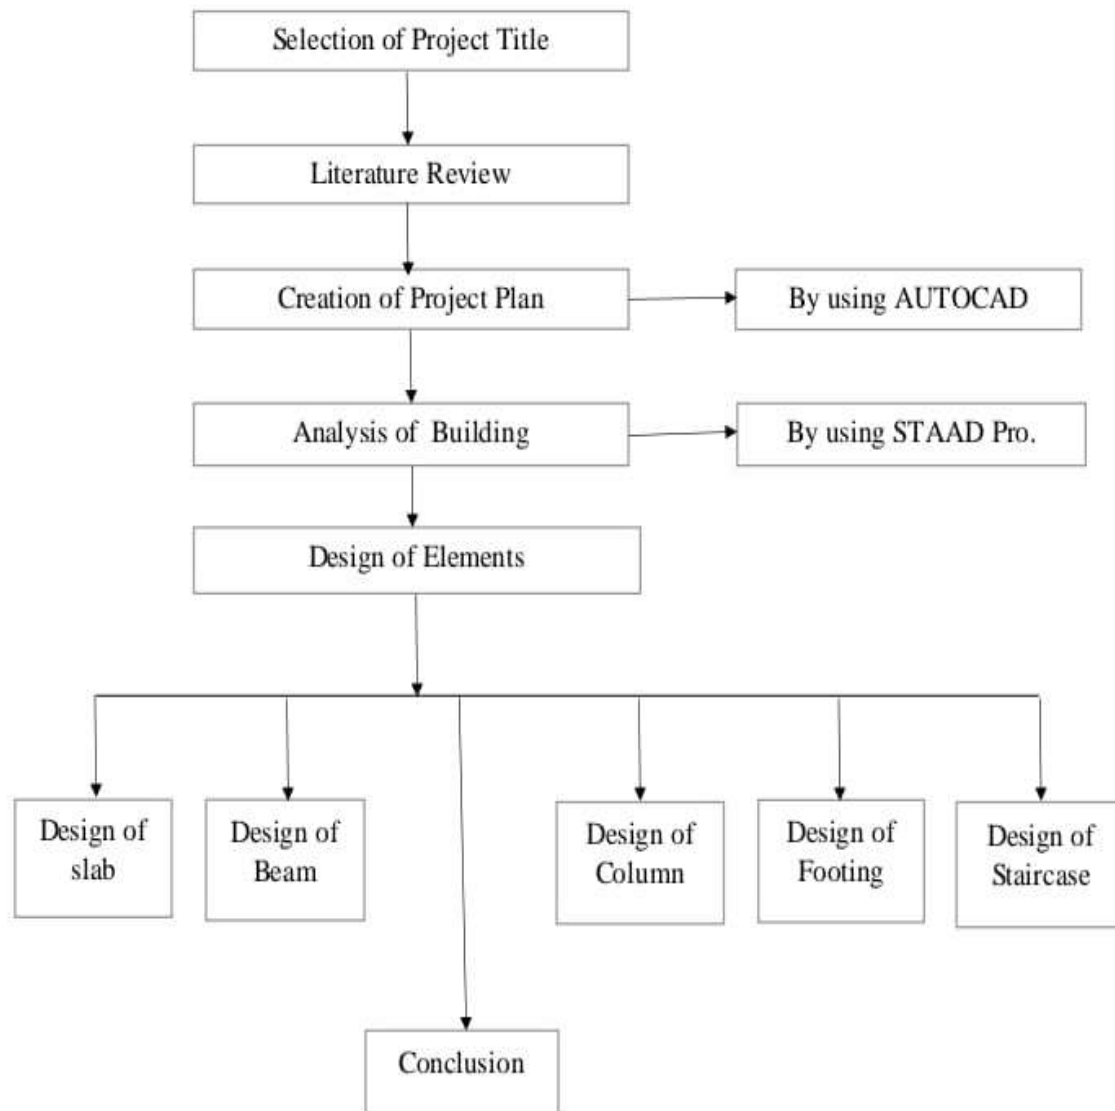 Selection of Project Title
Literature Review
Creation of Project Plan
By using AUTOCAD
Analysis of Building
By using STAAD Pro.
Design of Elements
Design of
slab
Design of
Beam
Design of
Column
Design of
Footing
Design of
Staircase
Conclusion